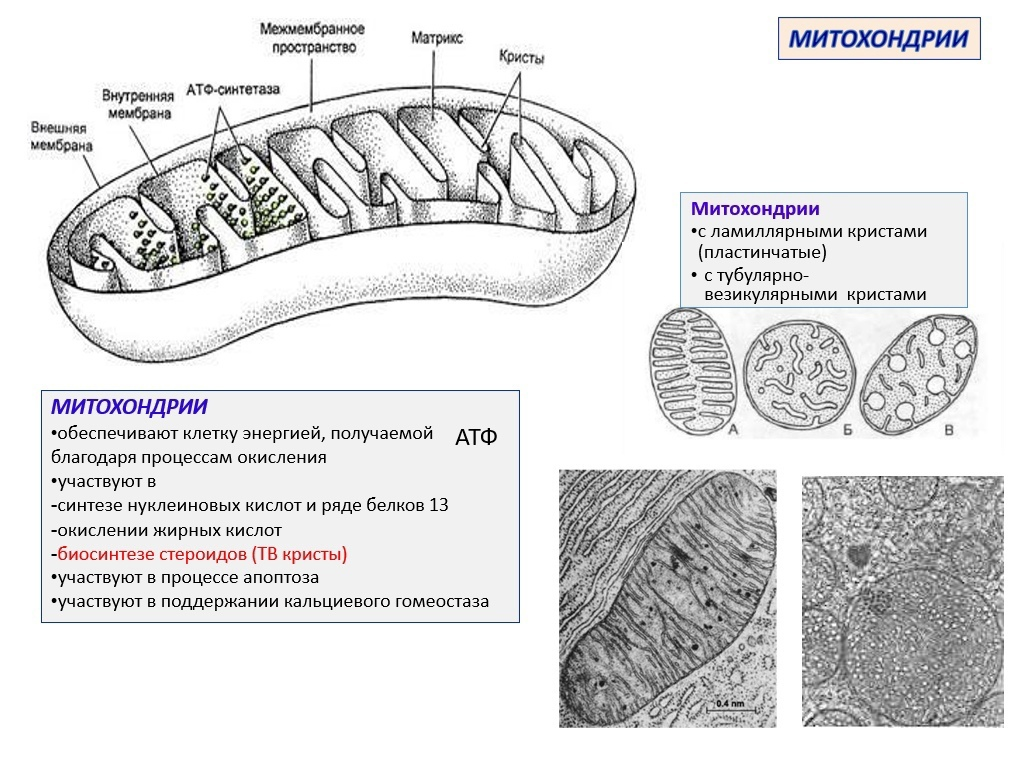 МИТОХОНДРИИ
Межмембранное
пространство
Матрикс
Кристы
АТФ-синтетаза
Внутренняя
мембрана
Внешняя
мембрана
Митохондрии
•с ламиллярными кристами
(пластинчатые)
• с тубулярно-
везикулярными кристами
А
Б
В
МИТОХОНДРИИ
•обеспечивают клетку энергией, получаемой АТФ
благодаря процессам окисления
•участвуют в
-синтезе нуклеиновых кислот и ряде белков 13
-окислении жирных кислот
-биосинтезе стероидов (ТВ кристы)
•участвуют в процессе апоптоза
•участвуют в поддержании кальциевого гомеостаза
0.4 nm